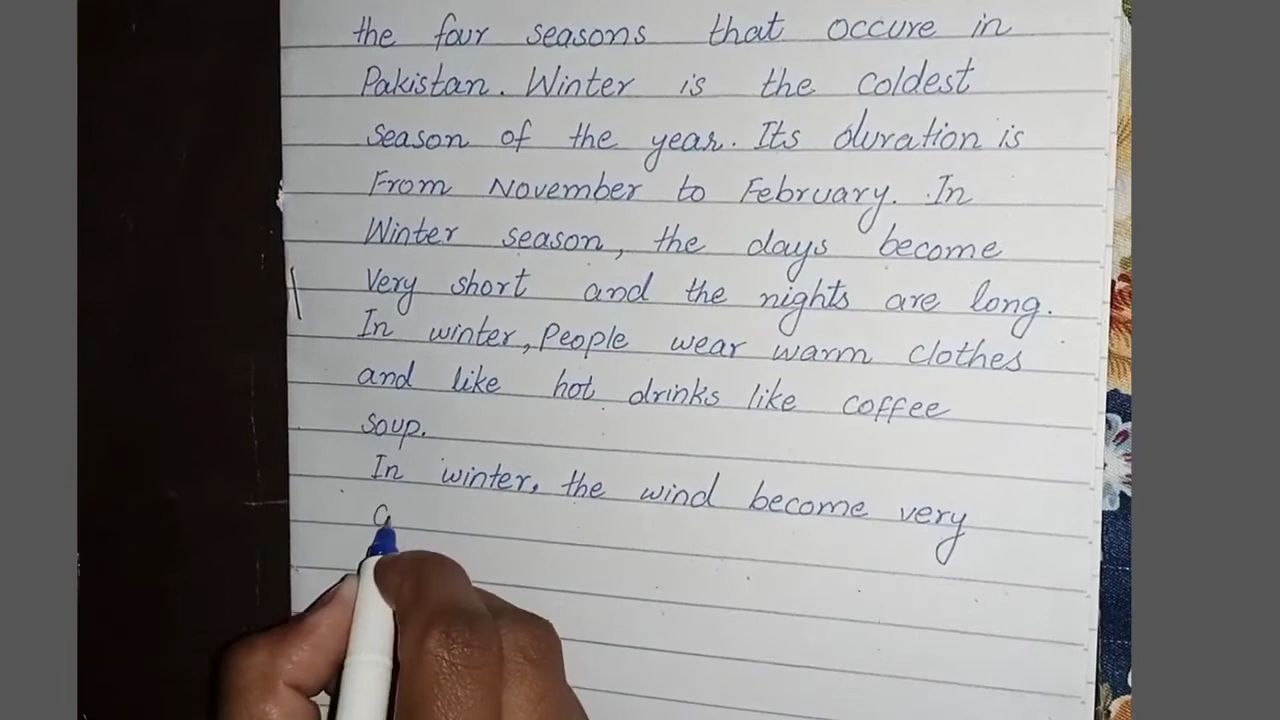 the four seasons that occure in
Pakistan. Winter is the coldest
season of the year. Its duration is
From November to February. In
Winter season, the days become
Very short and the nights are long.
In winter, People wear warm clothes
and like hot drinks like coffee
soup.
In winter, the wind become very